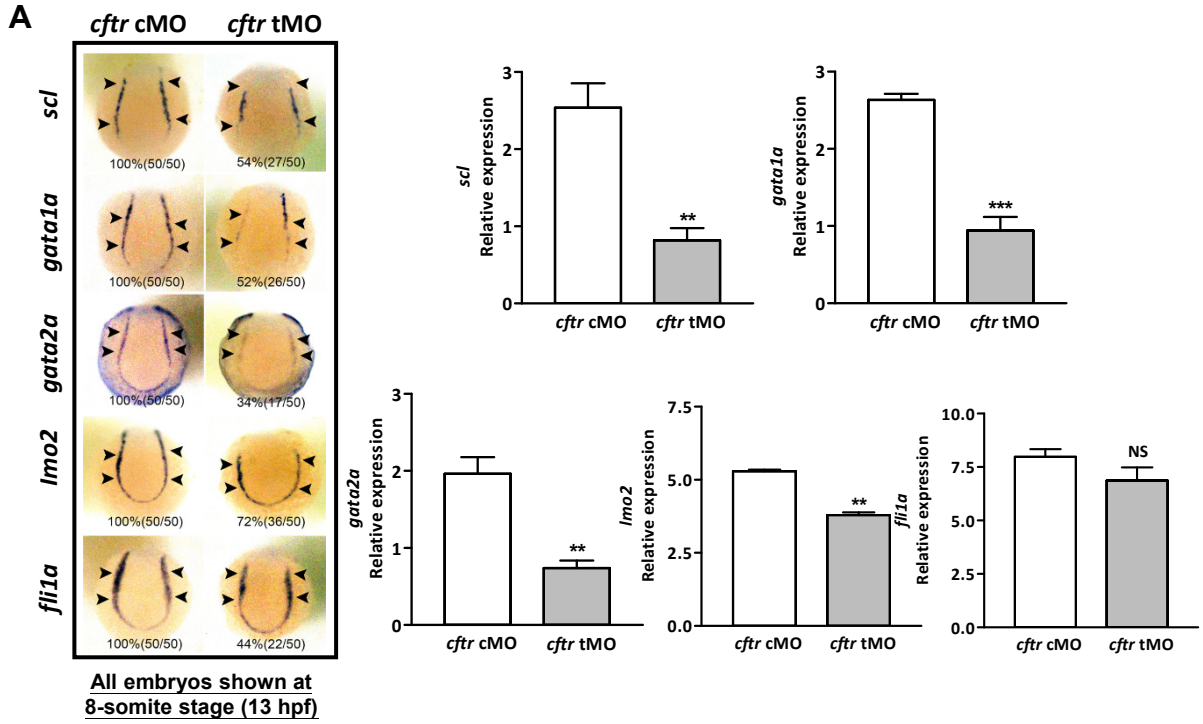 A
cftr cMO
cftr tMO
scl
100%(50/50)
54%(27/50)
gata1a
100%(50/50)
52%(26/50)
gata2a
100%(50/50)
34%(17/50)
lmo2
100%(50/50)
72%(36/50)
fli1a
100%(50/50)
44%(22/50)
All embryos shown at
8-somite stage (13 hpf)
scl
Relative expression
3
2
1
0
**
cftr cMO
cftr tMO
gata1a
Relative expression
3
2
1
0
***
cftr cMO
cftr tMO
gata2a
Relative expression
3
2
1
0
**
cftr cMO
cftr tMO
lmo2
Relative expression
7.5
5.0
2.5
0.0
**
cftr cMO
cftr tMO
fli1a
Relative expression
10.0
7.5
5.0
2.5
0.0
NS
cftr cMO
cftr tMO